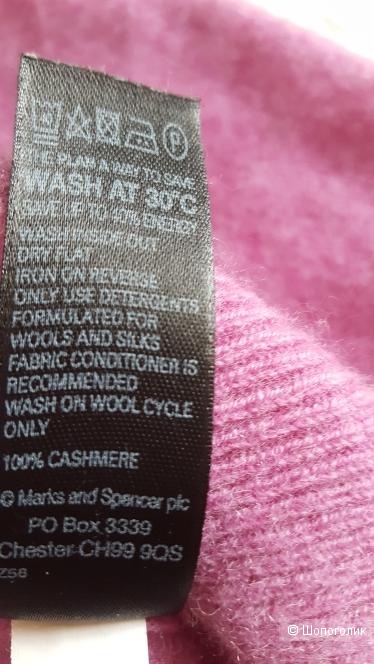 P
WASH AT 30°C
WASH INSIDE OUT
DRY FLAT
IRON ON REVERSE
ONLY USE DETERGENTS
FORMULATED FOR
WOOLS AND SILKS
FABRIC CONDITIONER IS
RECOMMENDED
WASH ON WOOL CYCLE
ONLY
100% CASHMERE
© Marks and Spencer plc
PO Box 3339
Chester CH99 9QS
Z56
© Шопоголик